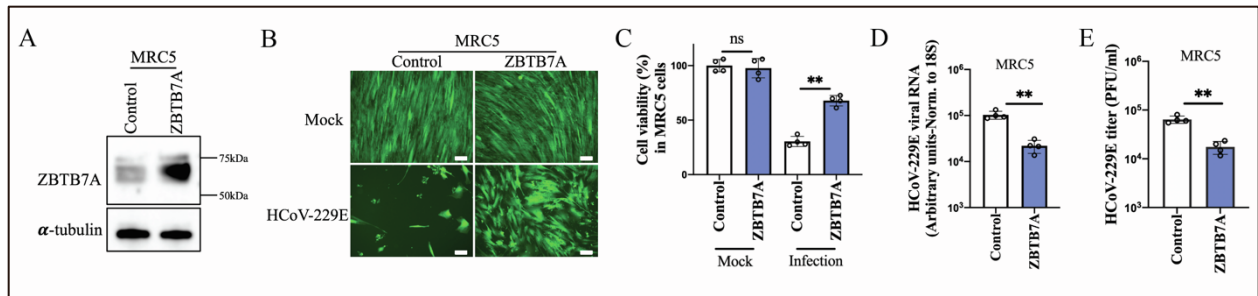 A
MRC5
Control
ZBTB7A
ZBTB7A
75kDa
50kDa
α-tubulin
B
MRC5
Control
ZBTB7A
Mock
HCoV-229E
C
Cell viability (%)
in MRC5 cells
100
50
0
ns
**
Control
ZBTB7A
Control
ZBTB7A
Mock
Infection
D
MRC5
HCoV-229E viral RNA
(Arbitrary units-Norm. to 18S)
10⁶
10⁵
10⁴
10³
**
Control
ZBTB7A
E
MRC5
HCoV-229E titer (PFU/ml)
10⁶
10⁵
10⁴
10³
**
Control
ZBTB7A